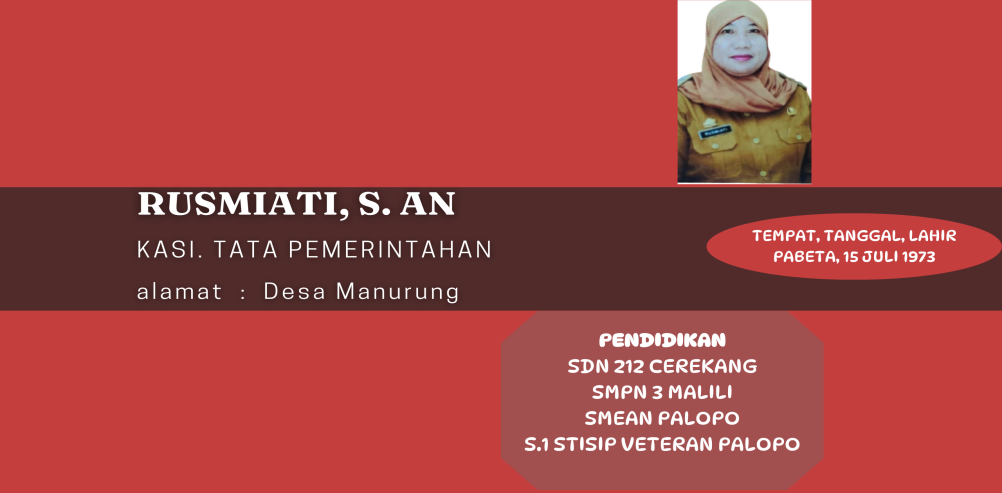 RUSMIATI
RUSMIATI, S. AN
KASI. TATA PEMERINTAHAN
alamat : Desa Manurung
TEMPAT, TANGGAL, LAHIR
PABETA, 15 JULI 1973
PENDIDIKAN
SDN 212 CEREKANG
SMPN 3 MALILI
SMEAN PALOPO
S.1 STISIP VETERAN PALOPO